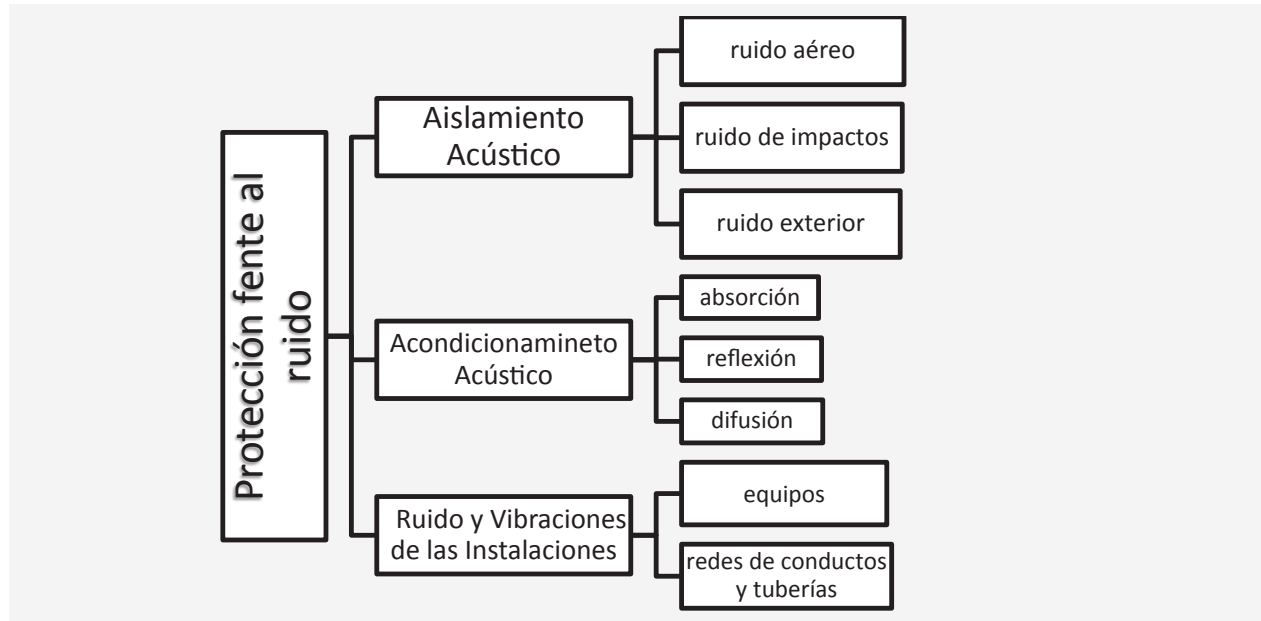 Protección fente al
ruido
Aislamiento
Acústico
ruido aéreo
ruido de impactos
ruido exterior
Acondicionamineto
Acústico
absorción
reflexión
difusión
Ruido y Vibraciones
de las Instalaciones
equipos
redes de conductos
y tuberías